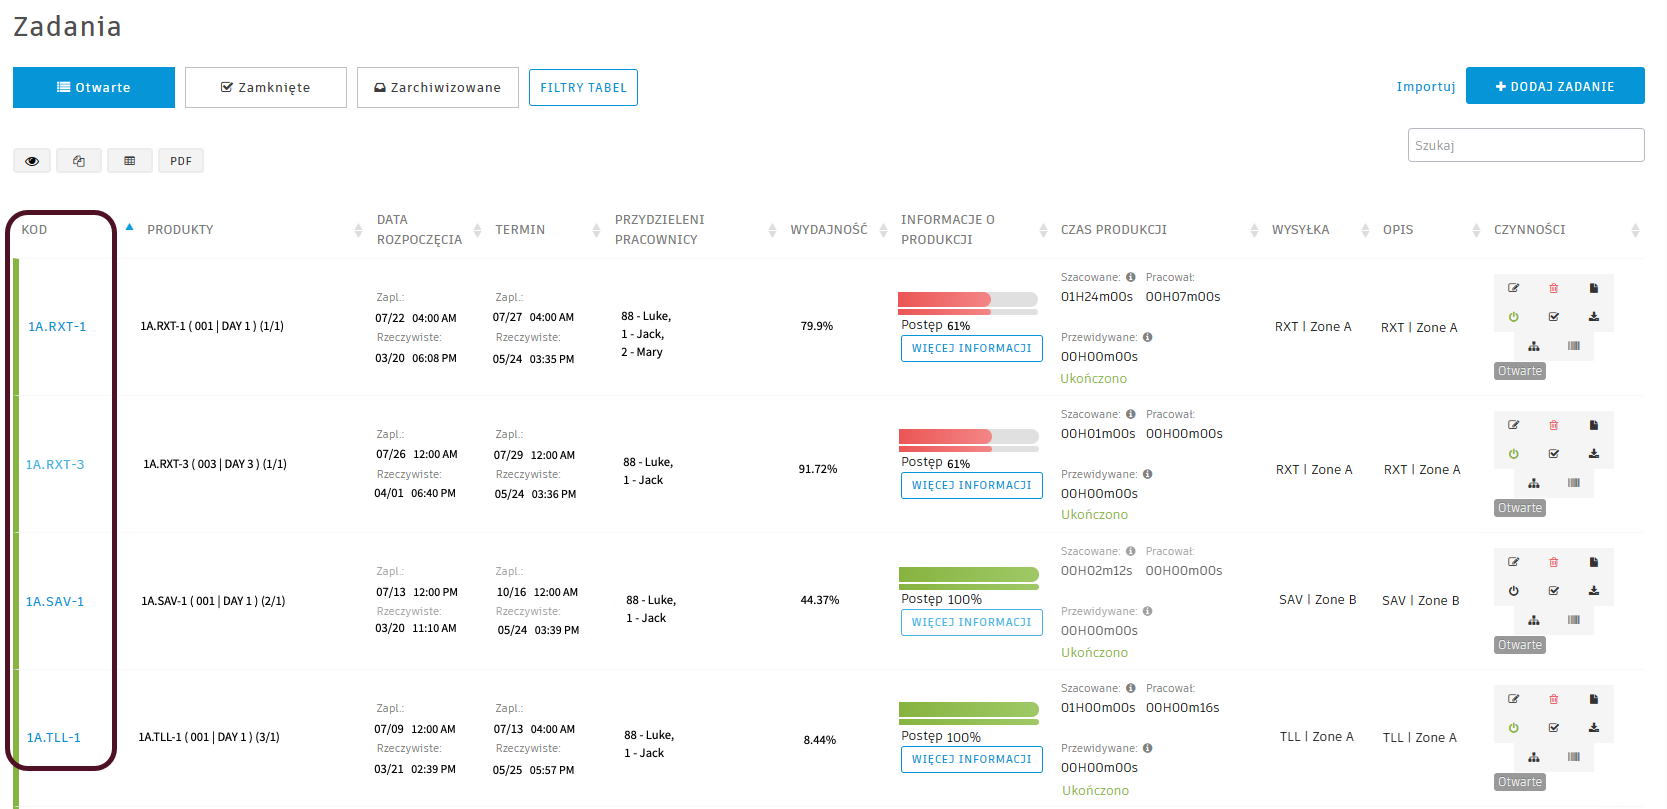 Zadania
Otwarte
Zamknięte
Zarchiwizowane
FILTRY TABEL
Importuj
DODAJ ZADANIE
Szukaj
PDF
KOD
PRODUKTY
DATA
ROZPOCZĘCIA
TERMIN
PRZYDZIELENI
PRACOWNICY
WYDAJNOŚĆ
INFORMACJE O
PRODUKCJI
CZAS PRODUKCJI
WYSYŁKA
OPIS
CZYNNOŚCI
1A.RXT-1
1A.RXT-1 ( 001 | DAY 1 ) (1/1)
Zapl.:
07/22 04:00 AM
Rzeczywiste:
03/20 06:08 PM
Zapl.:
07/27 04:00 AM
Rzeczywiste:
05/24 03:35 PM
88 - Luke,
1 - Jack,
2 - Mary
79.9%
Postęp 61%
WIĘCEJ INFORMACJI
Szacowane: Pracował:
01H24m00s 00H07m00s
Przewidywane:
00H00m00s
Ukończono
RXT | Zone A
RXT | Zone A
Otwarte
1A.RXT-3
1A.RXT-3 ( 003 | DAY 3 ) (1/1)
Zapl.:
07/26 12:00 AM
Rzeczywiste:
04/01 06:40 PM
Zapl.:
07/29 12:00 AM
Rzeczywiste:
05/24 03:36 PM
88 - Luke,
1 - Jack
91.72%
Postęp 61%
WIĘCEJ INFORMACJI
Szacowane: Pracował:
00H01m00s 00H00m00s
Przewidywane:
00H00m00s
Ukończono
RXT | Zone A
RXT | Zone A
Otwarte
1A.SAV-1
1A.SAV-1 ( 001 | DAY 1 ) (2/1)
Zapl.:
07/13 12:00 PM
Rzeczywiste:
03/20 11:10 AM
Zapl.:
10/16 12:00 AM
Rzeczywiste:
05/24 03:39 PM
88 - Luke,
1 - Jack
44.37%
Postęp 100%
WIĘCEJ INFORMACJI
Szacowane: Pracował:
00H02m12s 00H00m00s
Przewidywane:
00H00m00s
Ukończono
SAV | Zone B
SAV | Zone B
Otwarte
1A.TLL-1
1A.TLL-1 ( 001 | DAY 1 ) (3/1)
Zapl.:
07/09 12:00 AM
Rzeczywiste:
03/21 02:39 PM
Zapl.:
07/13 04:00 AM
Rzeczywiste:
05/25 05:57 PM
88 - Luke,
1 - Jack
8.44%
Postęp 100%
WIĘCEJ INFORMACJI
Szacowane: Pracował:
01H00m00s 00H00m16s
Przewidywane:
00H00m00s
Ukończono
TLL | Zone A
TLL | Zone A
Otwarte